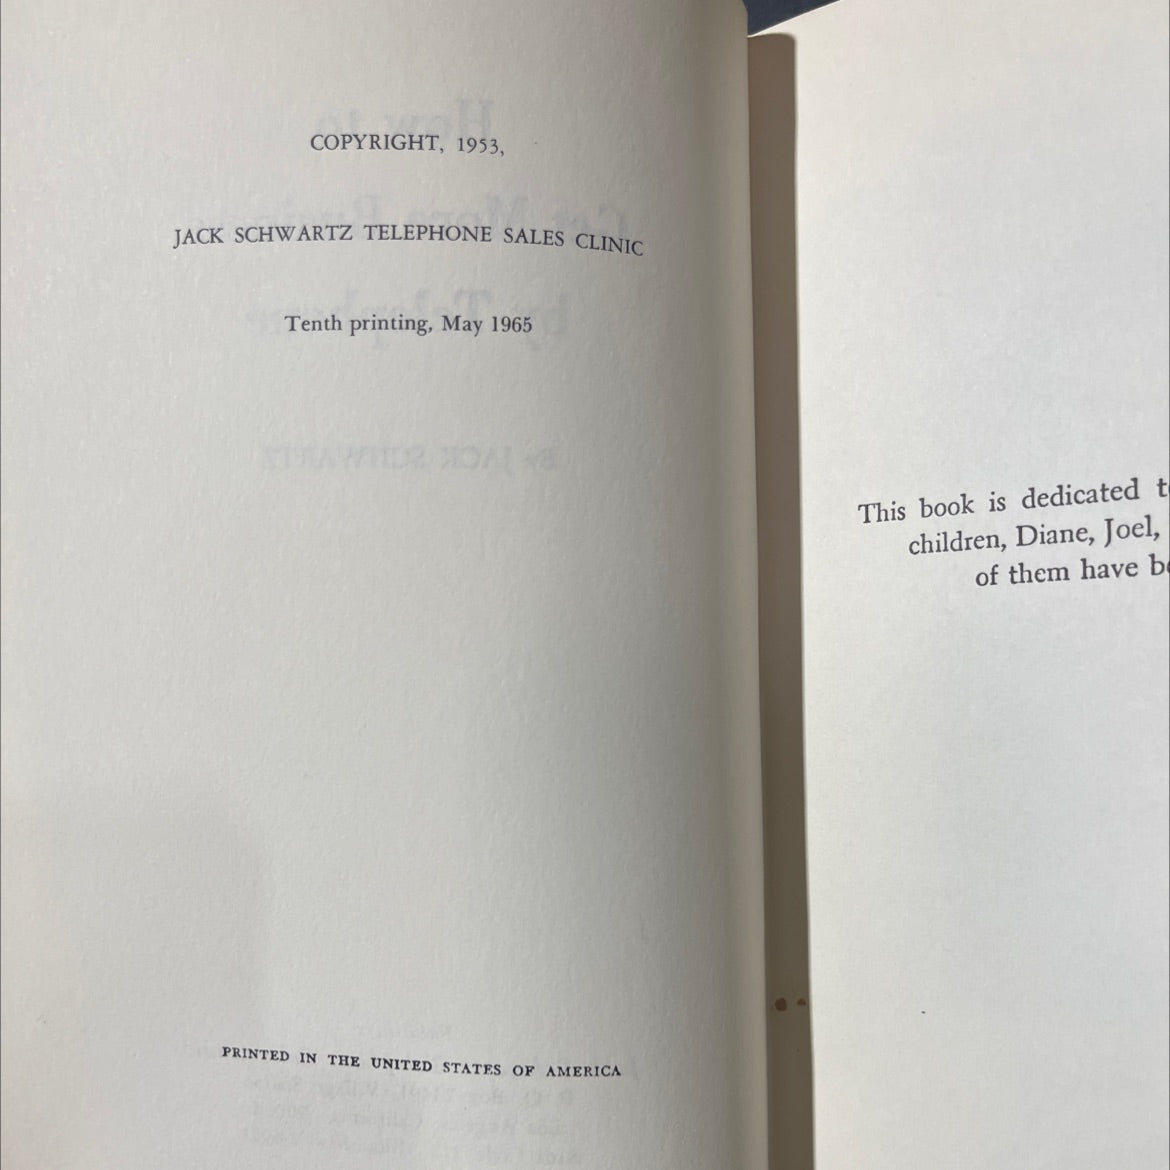 COPYRIGHT, 1953,
JACK SCHWARTZ TELEPHONE SALES CLINIC
Tenth printing, May 1965
PRINTED IN THE UNITED STATES OF AMERICA
This book is dedicated
children, Diane, Joel,
of them have